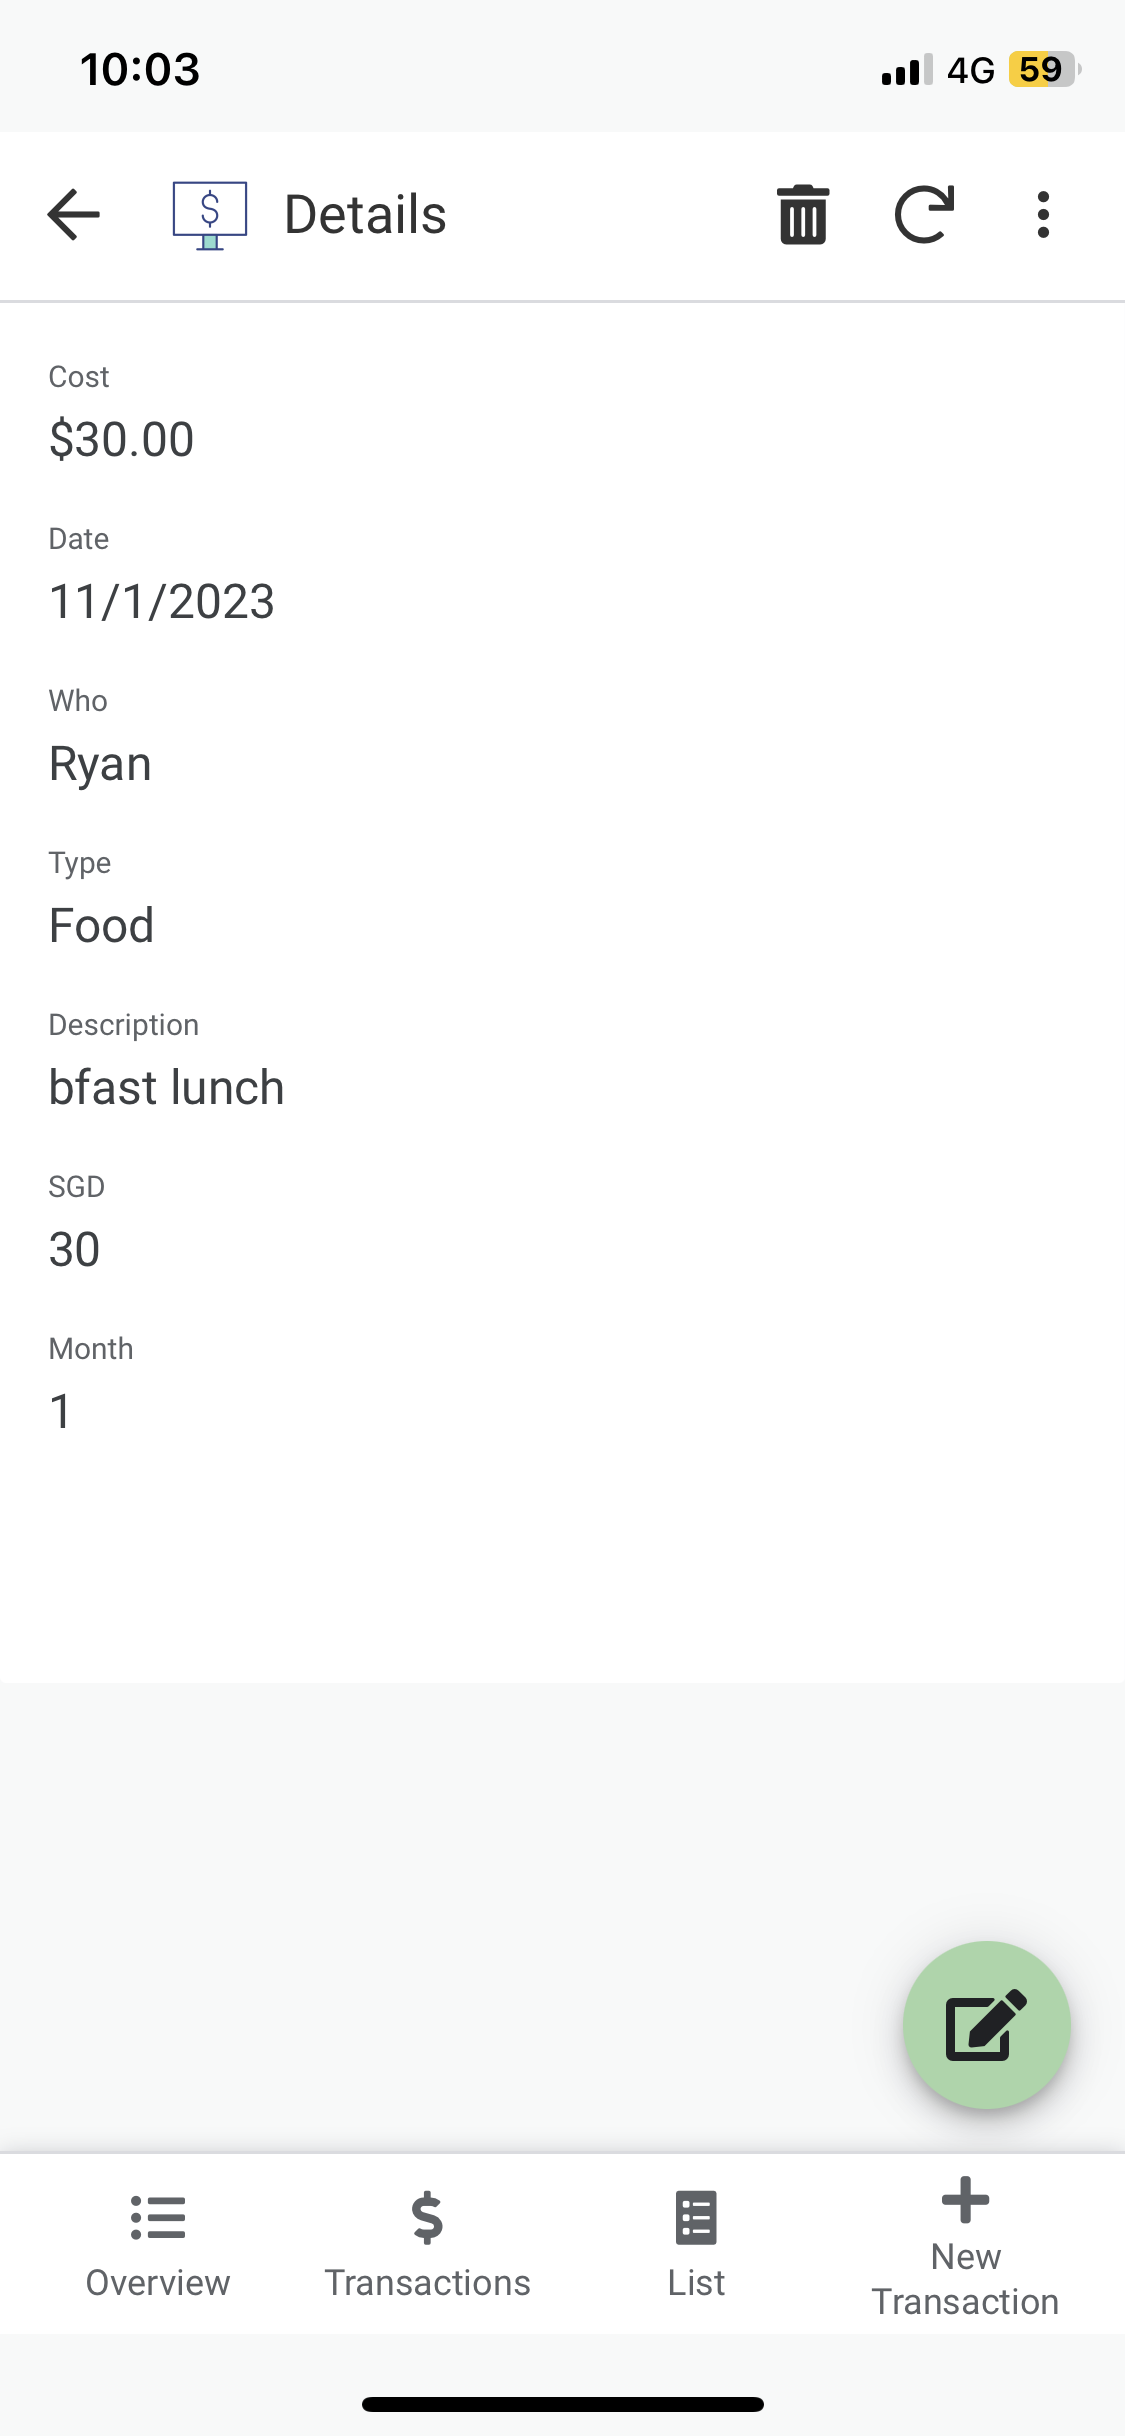 10:03
4G 59
Details
Cost
$30.00
Date
11/1/2023
Who
Ryan
Type
Food
Description
bfast lunch
SGD
30
Month
1
Overview
Transactions
List
New
Transaction